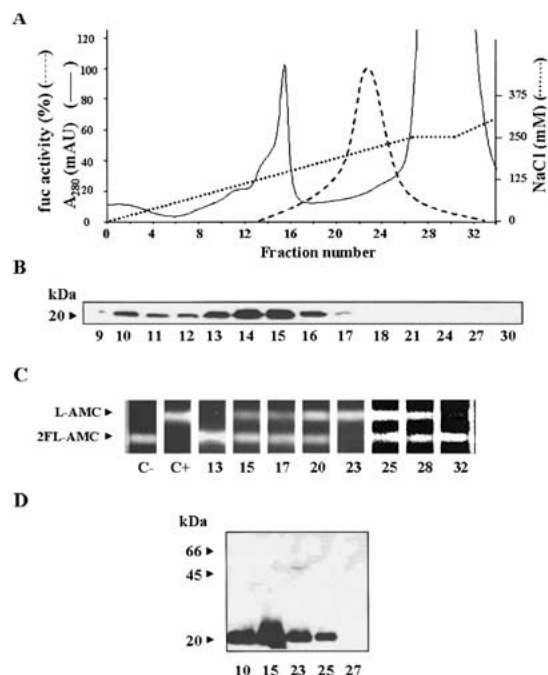 A
fuc activity (%) (-----)
A280 (mAU) (——)
120
100
80
60
40
20
0
NaCl (mM) (·······)
375
250
125
0
0 4 8 12 16 20 24 28 32
Fraction number
B
kDa
20
9 10 11 12 13 14 15 16 17 18 21 24 27 30
C
L-AMC
2FL-AMC
C- C+ 13 15 17 20 23 25 28 32
D
kDa
66
45
20
10 15 23 25 27